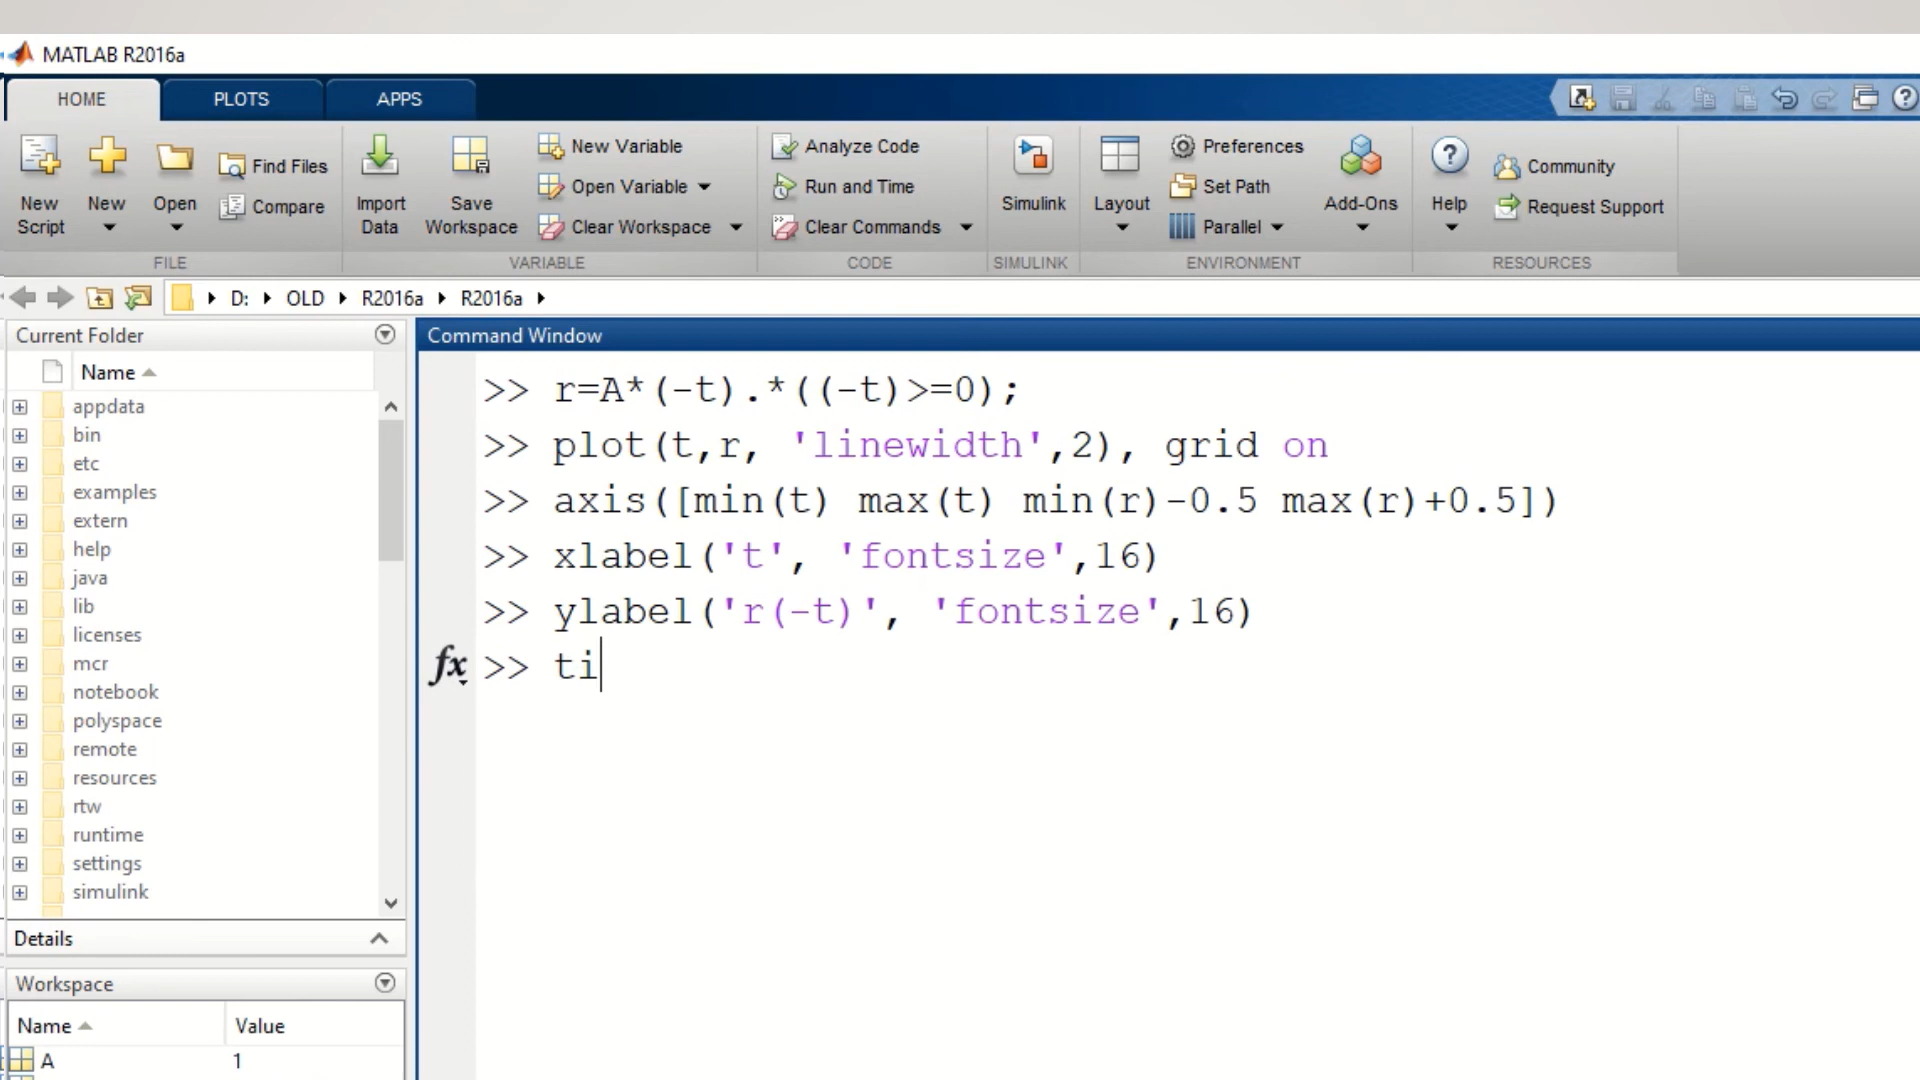 MATLAB R2016a
HOME PLOTS APPS
New Script
New
Open
Find Files
Compare
FILE
Import Data
Save Workspace
New Variable
Open Variable
Clear Workspace
VARIABLE
Analyze Code
Run and Time
Clear Commands
CODE
Simulink
SIMULINK
Layout
Preferences
Set Path
Parallel
Add-Ons
ENVIRONMENT
Help
Community
Request Support
RESOURCES
D: OLD R2016a R2016a
Current Folder
Name
appdata
bin
etc
examples
extern
help
java
lib
licenses
mcr
notebook
polyspace
remote
resources
rtw
runtime
settings
simulink
Details
Workspace
Name Value
A 1
Command Window
>> r=A*(-t).*((-t)>=0);
>> plot(t,r, 'linewidth',2), grid on
>> axis([min(t) max(t) min(r)-0.5 max(r)+0.5])
>> xlabel('t', 'fontsize',16)
>> ylabel('r(-t)', 'fontsize',16)
fx >> ti